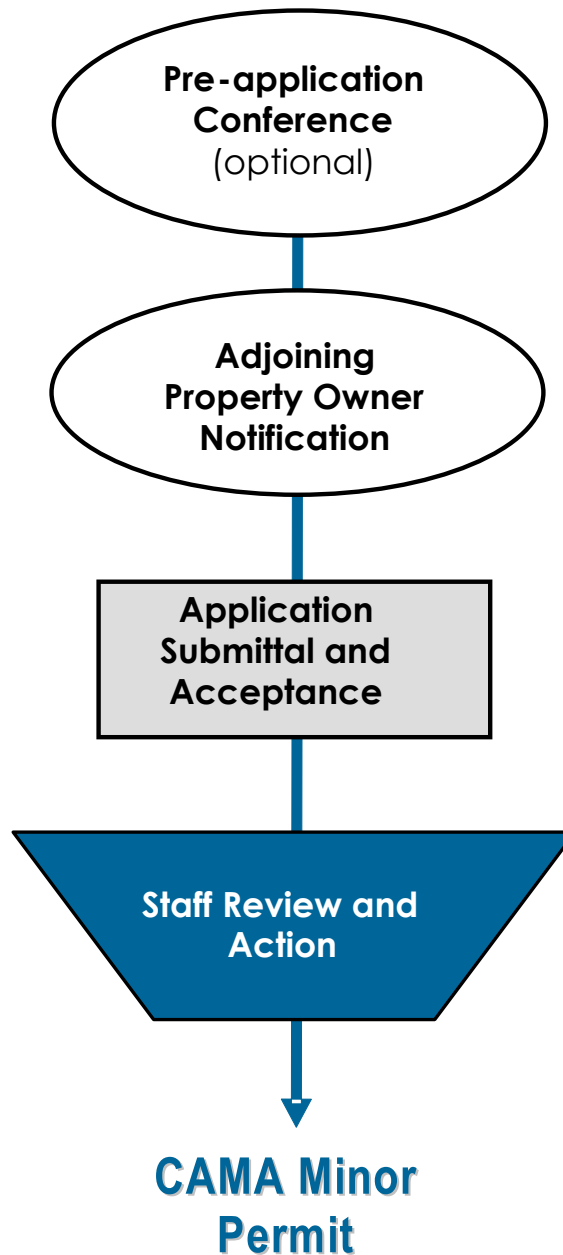 Pre-application
Conference
(optional)
Adjoining
Property Owner
Notification
Application
Submittal and
Acceptance
Staff Review and
Action
CAMA Minor
Permit